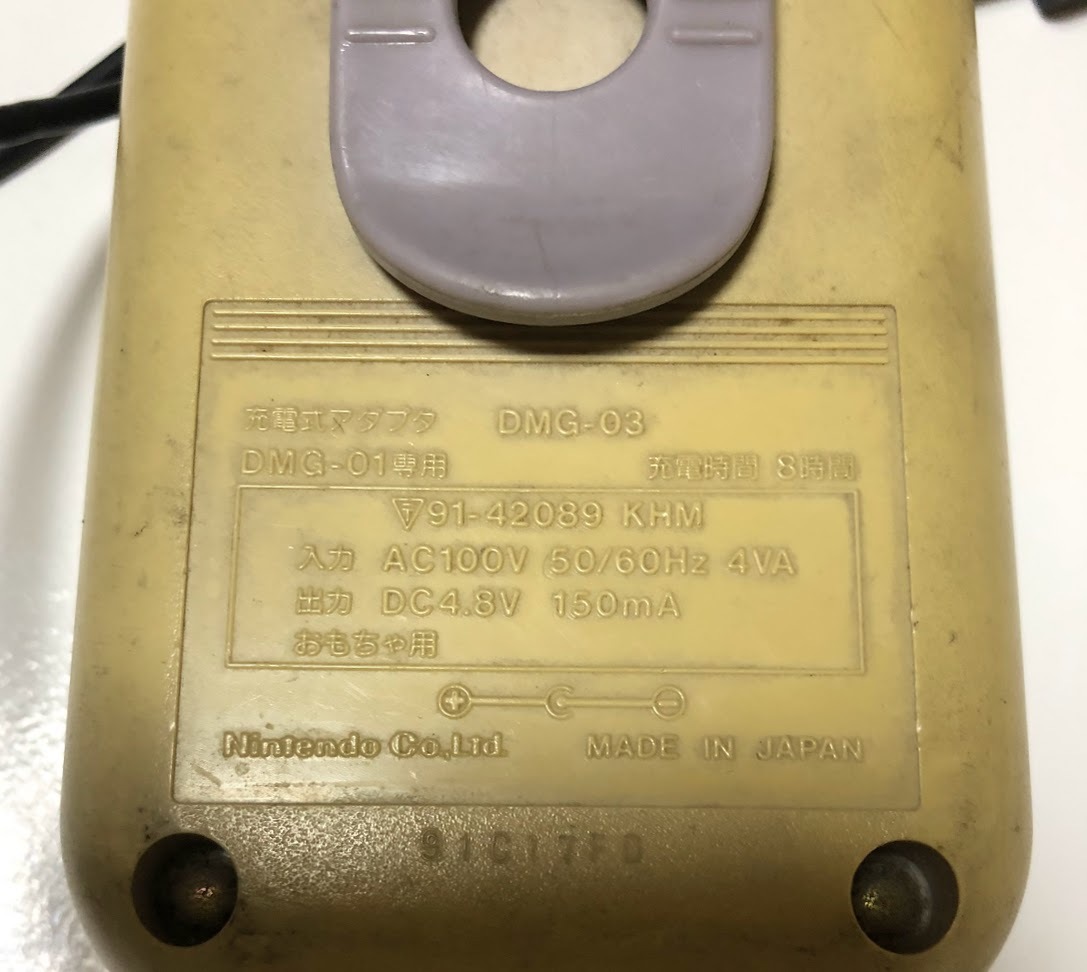 充電式アダプタ DMG-03
DMG-01専用 充電時間 8時間
〒91-42089 KHM
入力 AC100V 50/60Hz 4VA
出力 DC4.8V 150mA
おもちゃ用
Nintendo Co.,Ltd.
MADE IN JAPAN
91C17FD